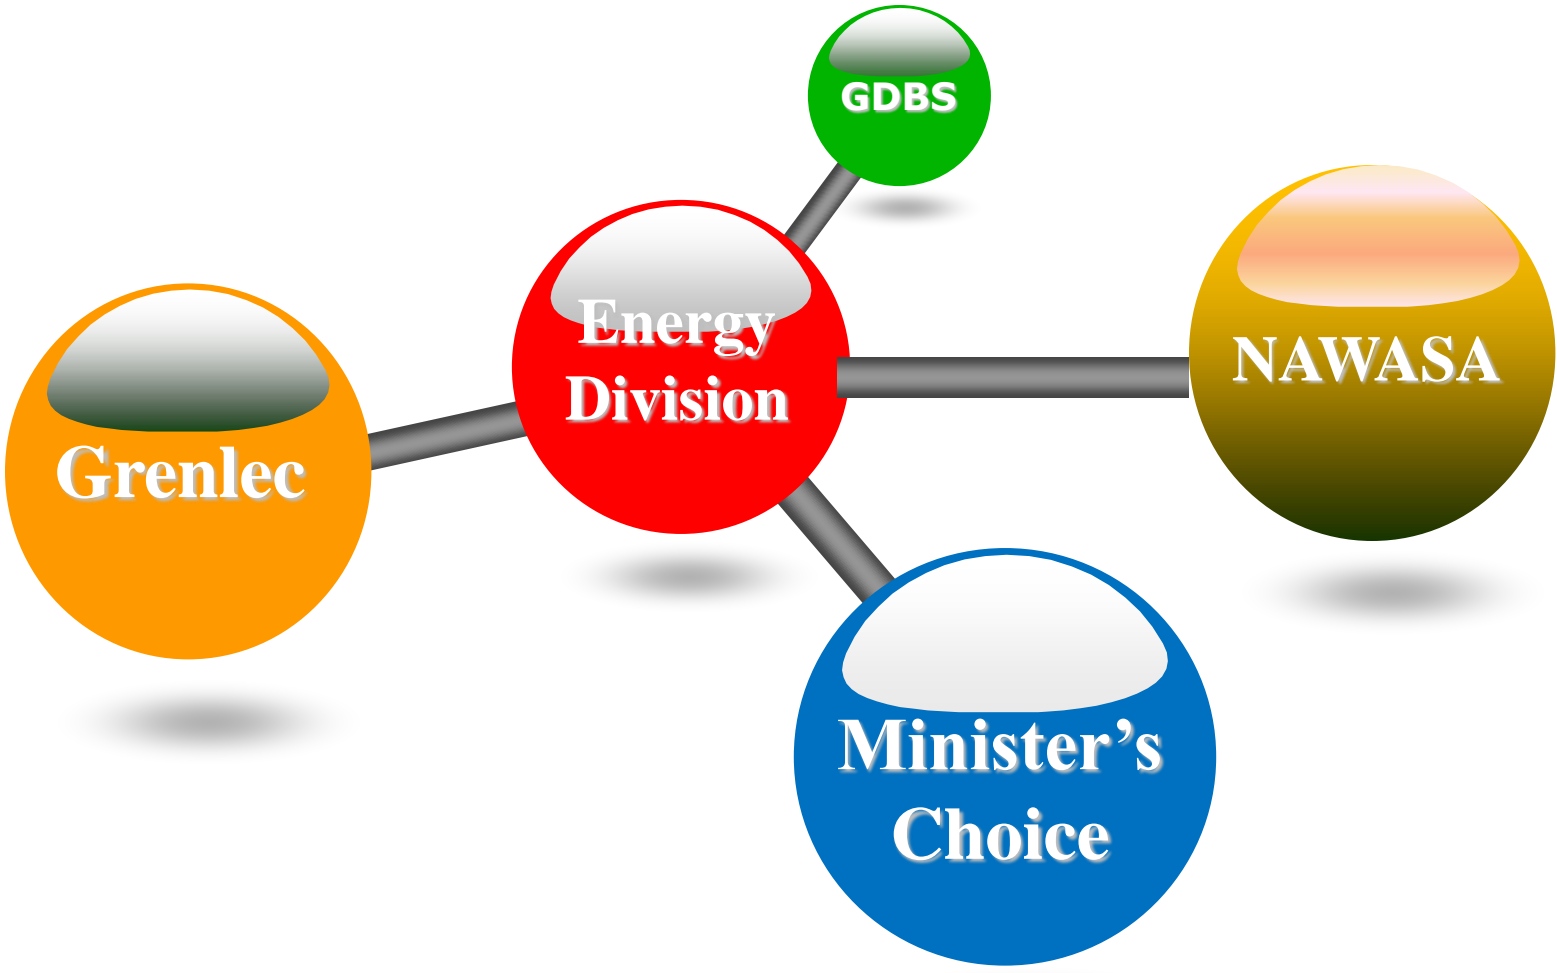 GDBS
Energy
Division
NAWASA
Grenlec
Minister’s
Choice